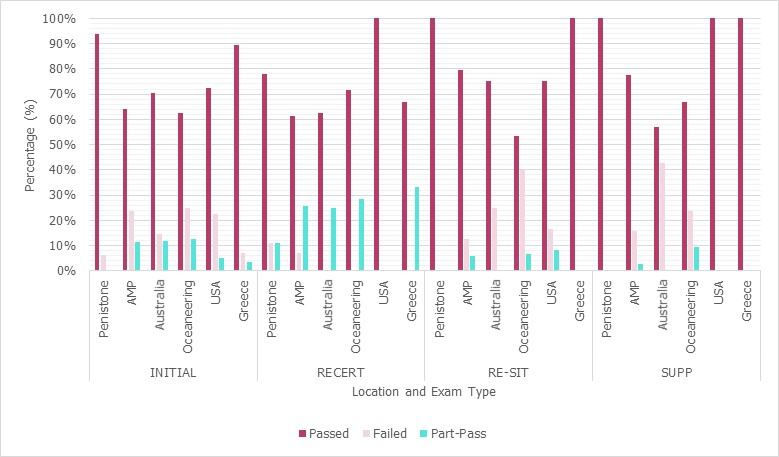 100%
90%
80%
70%
60%
50%
40%
30%
20%
10%
0%
Percentage (%)
Penistone
AMP
Australia
Oceaneering
USA
Greece
Penistone
AMP
Australia
Oceaneering
USA
Greece
Penistone
AMP
Australia
Oceaneering
USA
Greece
Penistone
AMP
Australia
Oceaneering
USA
Greece
INITIAL RECERT RE-SIT SUPP
Location and Exam Type
Passed Failed Part-Pass